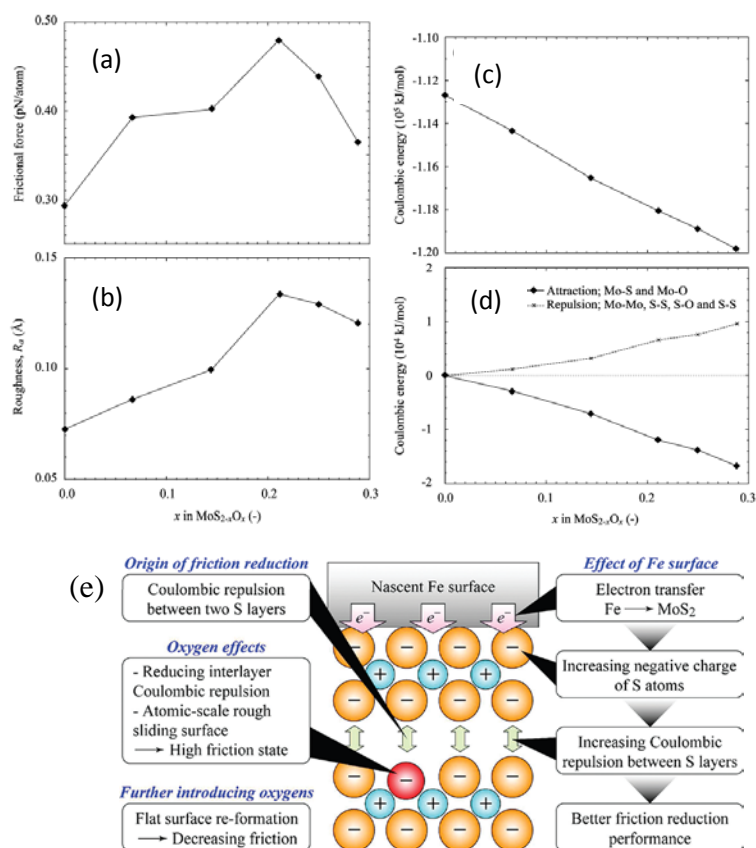 (a)
Frictional force (pN/atom)
0.50
0.40
0.30
(b)
Roughness, Rₐ (Å)
0.15
0.10
0.05
0.0 0.1 0.2 0.3
x in MoS₂₋ₓOₓ (-)
(c)
Coulombic energy (10⁵ kJ/mol)
-1.10
-1.12
-1.14
-1.16
-1.18
-1.20
(d)
Attraction; Mo-S and Mo-O
Repulsion; Mo-Mo, S-S, S-O and S-S
Coulombic energy (10⁴ kJ/mol)
2
1
0
-1
-2
0.0 0.1 0.2 0.3
x in MoS₂₋ₓOₓ (-)
(e)
Origin of friction reduction
Coulombic repulsion
between two S layers
Oxygen effects
- Reducing interlayer
Coulombic repulsion
- Atomic-scale rough
sliding surface
→ High friction state
Further introducing oxygens
Flat surface re-formation
→ Decreasing friction
Nascent Fe surface
e⁻ e⁻ e⁻
− − − −
+ + +
− − − −
− − − −
+ + +
− − − −
Effect of Fe surface
Electron transfer
Fe → MoS₂
Increasing negative charge
of S atoms
Increasing Coulombic
repulsion between S layers
Better friction reduction
performance